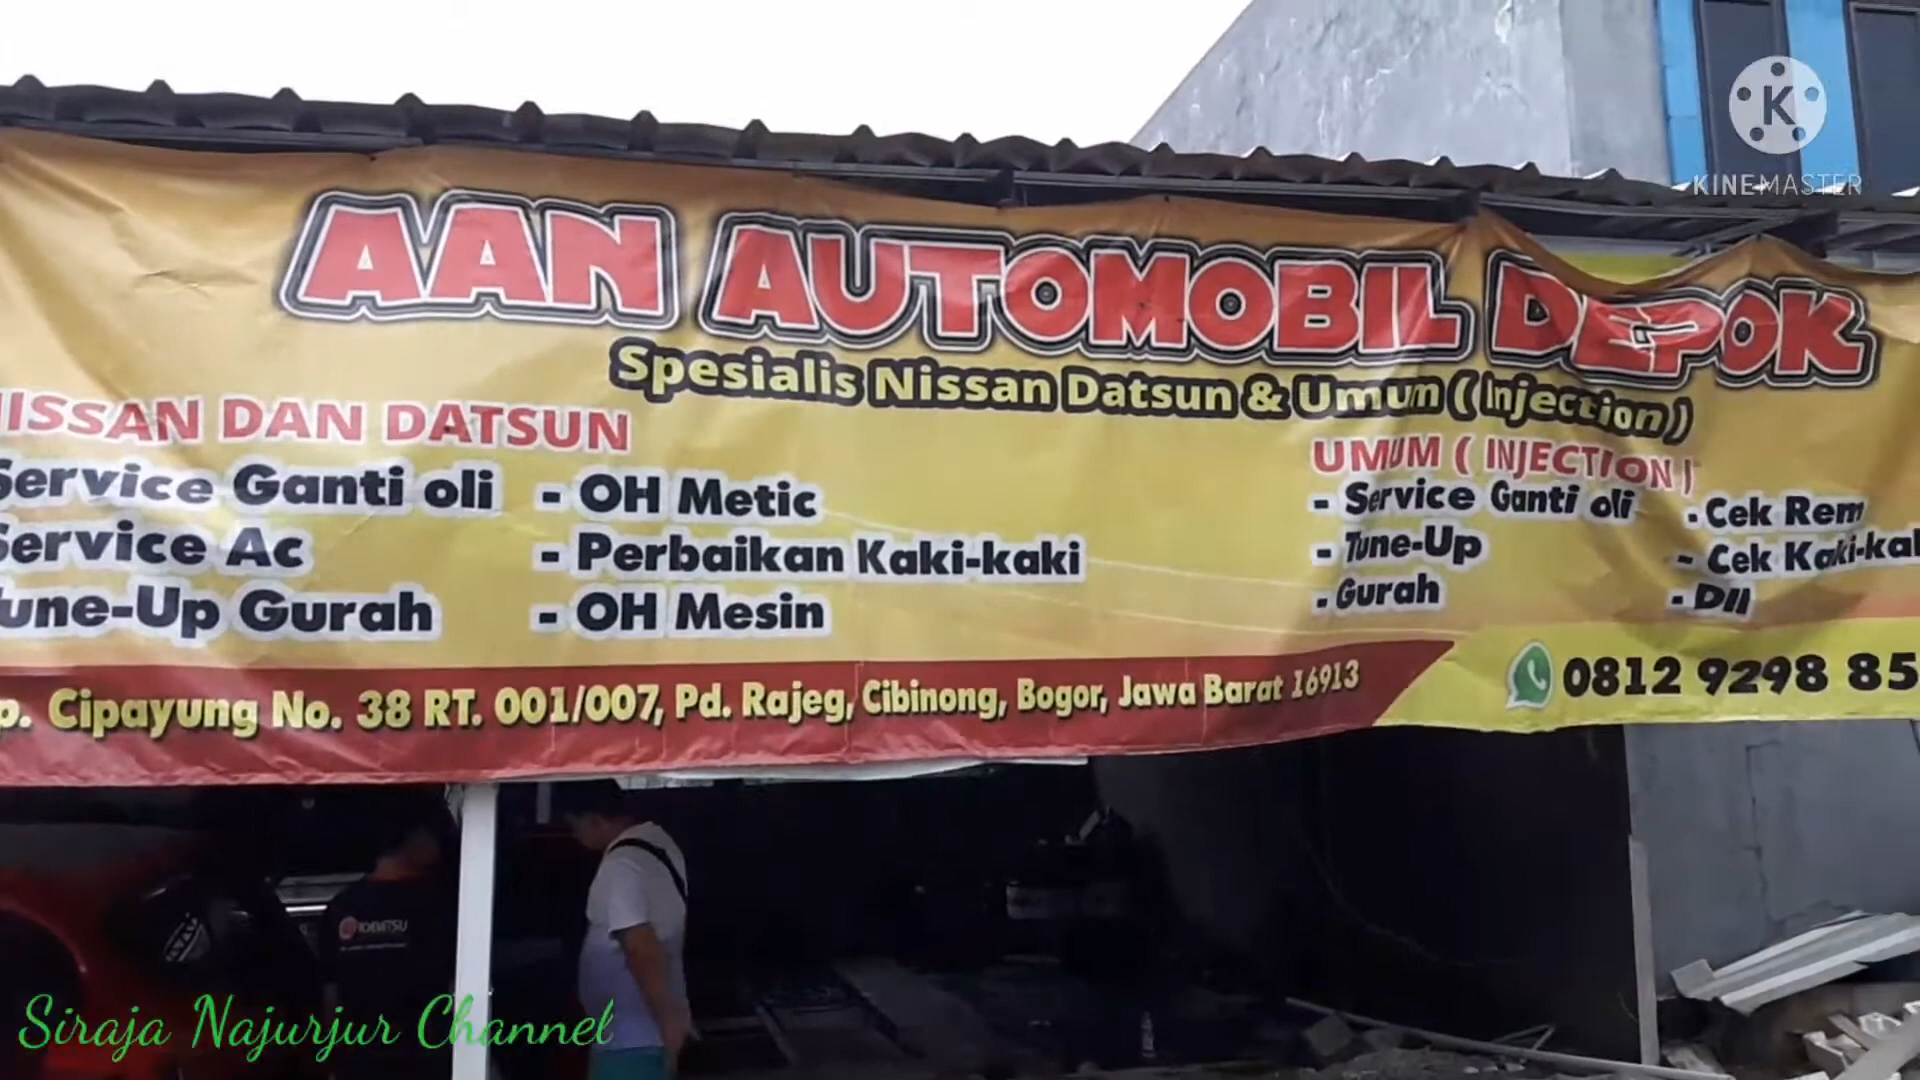 K
KINEMASTER
AAN AUTOMOBIL DEPOK
Spesialis Nissan Datsun & Umum ( Injection )
NISSAN DAN DATSUN
Service Ganti oli
Service Ac
Tune-Up Gurah
- OH Metic
- Perbaikan Kaki-kaki
- OH Mesin
UMUM ( INJECTION )
- Service Ganti oli
- Tune-Up
- Gurah
- Cek Rem
- Cek Kaki-kak
- Dll
p. Cipayung No. 38 RT. 001/007, Pd. Rajeg, Cibinong, Bogor, Jawa Barat 16913
0812 9298 85
Siraja Najurjur Channel